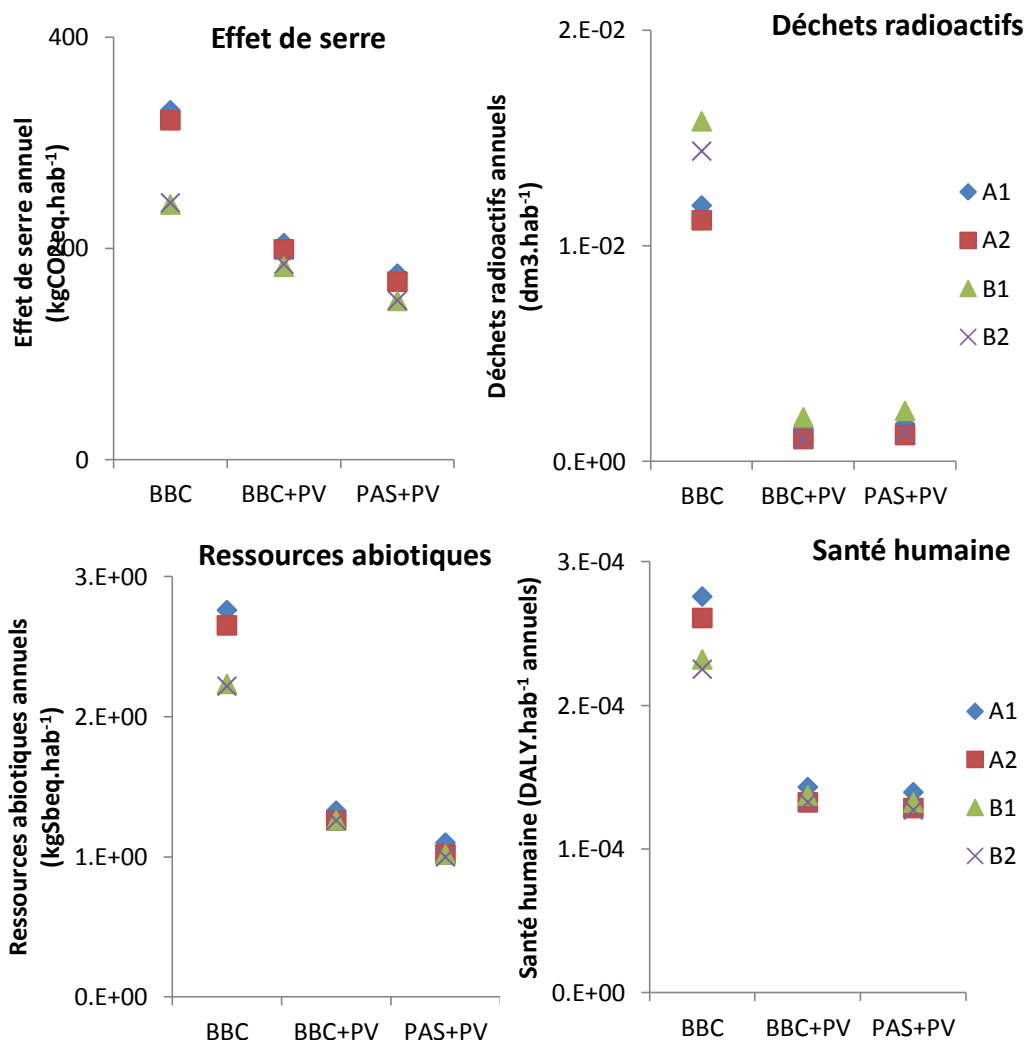 Effet de serre
Effet de serre annuel
(kgCO2eq.hab⁻¹)
400
200
0
BBC
BBC+PV
PAS+PV
Déchets radioactifs
Déchets radioactifs annuels
(dm3.hab⁻¹)
2.E-02
1.E-02
0.E+00
BBC
BBC+PV
PAS+PV
A1
A2
B1
B2
Ressources abiotiques
Ressources abiotiques annuels
(kgSbeq.hab⁻¹)
3.E+00
2.E+00
1.E+00
0.E+00
BBC
BBC+PV
PAS+PV
Santé humaine
Santé humaine (DALY.hab⁻¹ annuels)
3.E-04
2.E-04
1.E-04
0.E+00
BBC
BBC+PV
PAS+PV
A1
A2
B1
B2